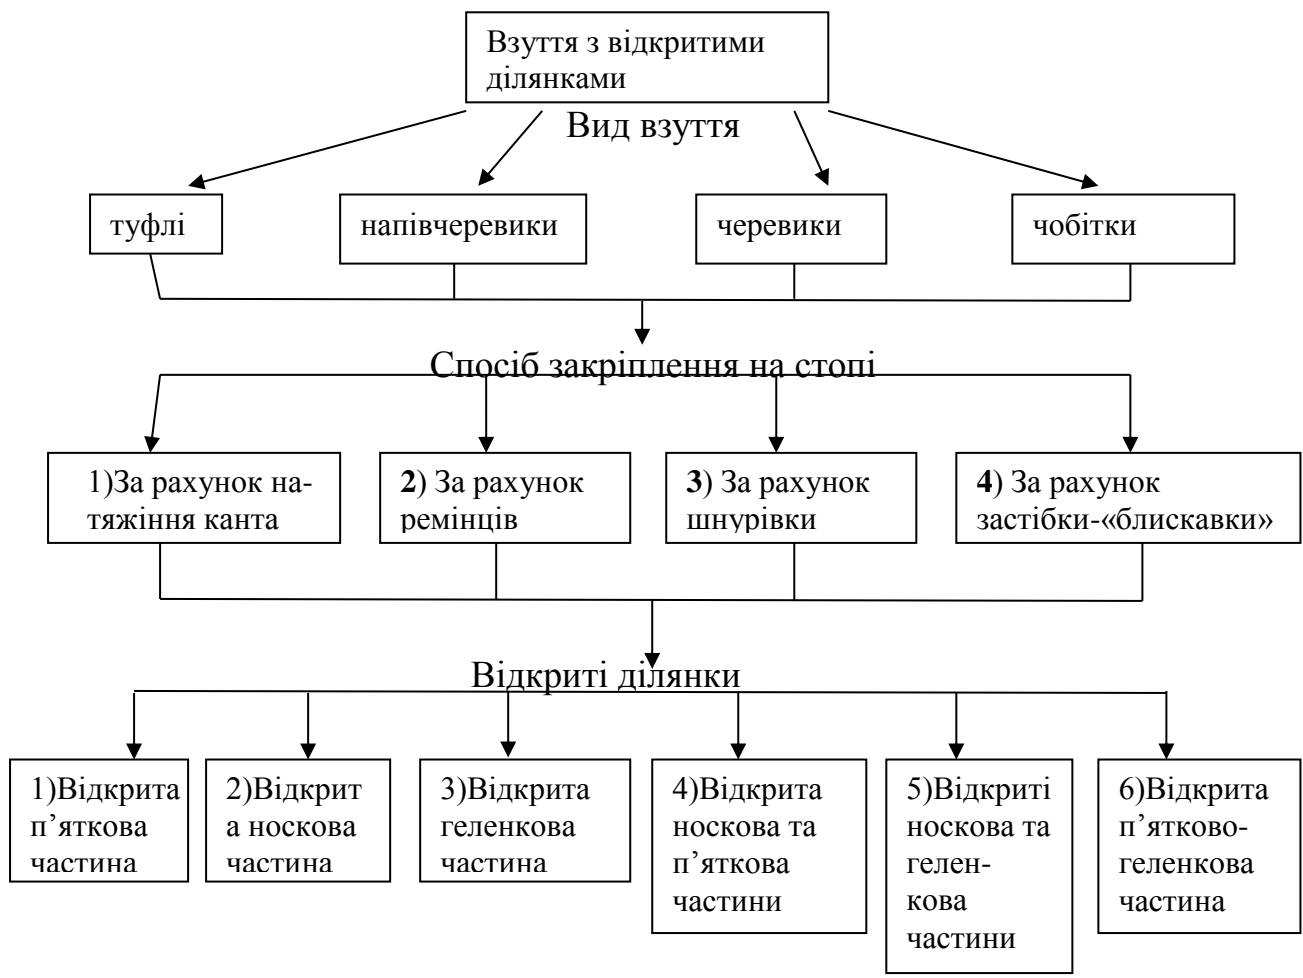 Взуття з відкритими
ділянками
Вид взуття
туфлі
напівчеревики
черевики
чобітки
Спосіб закріплення на стопі
1)За рахунок на-
тяжіння канта
2) За рахунок
ремінців
3) За рахунок
шнурівки
4) За рахунок
застібки-«блискавки»
Відкриті ділянки
1)Відкрита
п’яткова
частина
2)Відкрит
а носкова
частина
3)Відкрита
геленкова
частина
4)Відкрита
носкова та
п’яткова
частини
5)Відкриті
носкова та
гелен-
кова
частини
6)Відкрита
п’ятково-
геленкова
частина